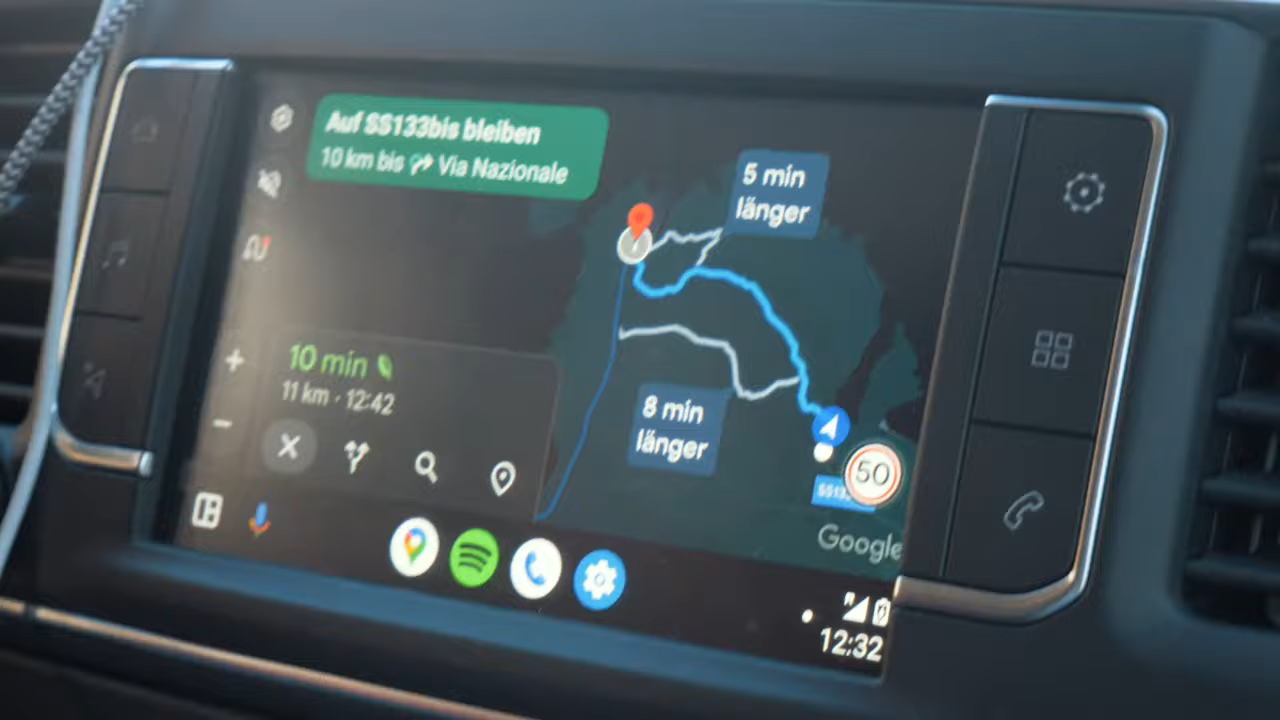 Auf SS133bis bleiben
10 km bis Via Nazionale
5 min
länger
10 min
11 km · 12:42
8 min
länger
50
Google
12:32